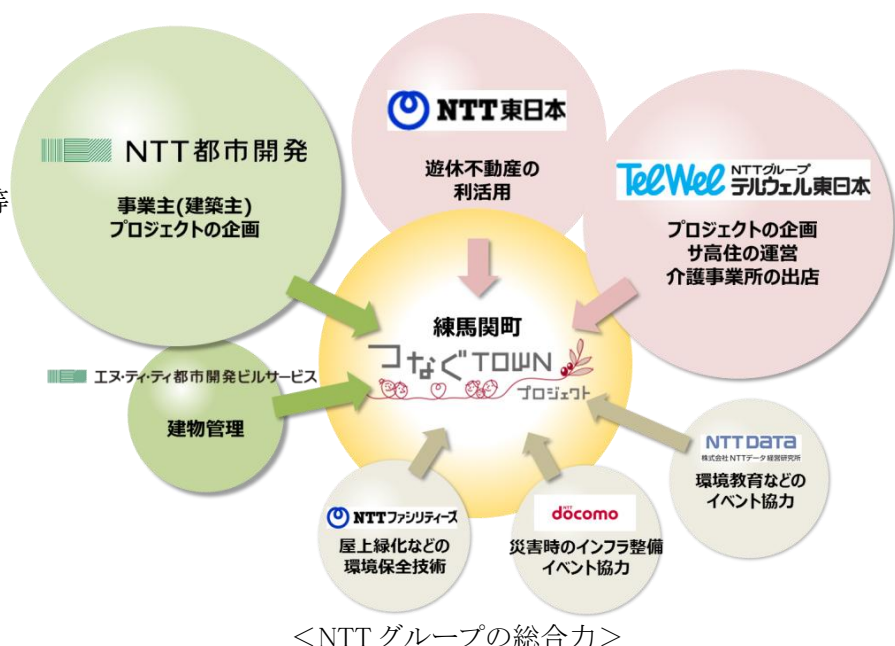 等
NTT都市開発
事業主(建築主)
プロジェクトの企画
NTT東日本
遊休不動産の
利活用
TelWel NTTグループ
テルウェル東日本
プロジェクトの企画
サ高住の運営
介護事業所の出店
練馬関町
つなぐTOWN
プロジェクト
エヌ・ティ・ティ都市開発ビルサービス
建物管理
NTTファシリティーズ
屋上緑化などの
環境保全技術
NTT
döcomo
災害時のインフラ整備
イベント協力
NTT DATA
株式会社NTTデータ経営研究所
環境教育などの
イベント協力
＜NTTグループの総合力＞